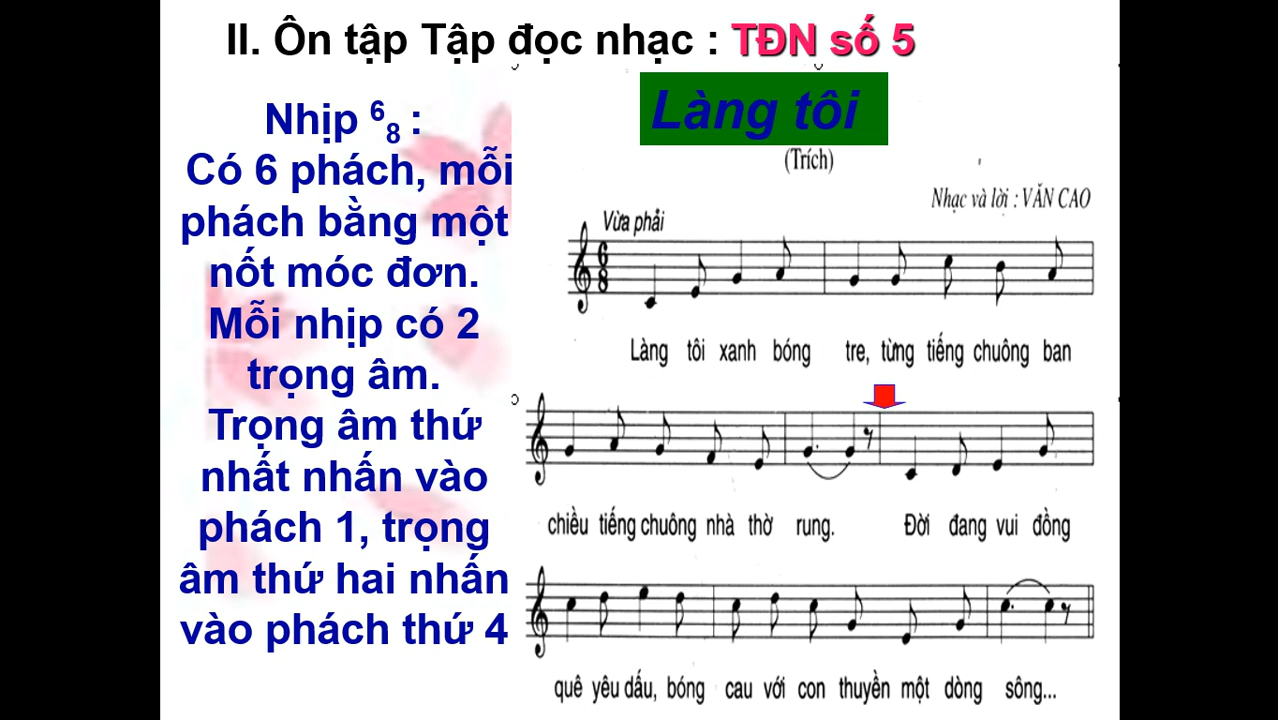 II. Ôn tập Tập đọc nhạc : TĐN số 5
Nhịp 6 8 :
Có 6 phách, mỗi
phách bằng một
nốt móc đơn.
Mỗi nhịp có 2
trọng âm.
Trọng âm thứ
nhất nhấn vào
phách 1, trọng
âm thứ hai nhấn
vào phách thứ 4
Làng tôi
(Trích)
Nhạc và lời : VĂN CAO
Vừa phải
6
8
Làng tôi xanh bóng tre, từng tiếng chuông ban
chiều tiếng chuông nhà thờ rung. Đời đang vui đồng
quê yêu dấu, bóng cau với con thuyền một dòng sông...